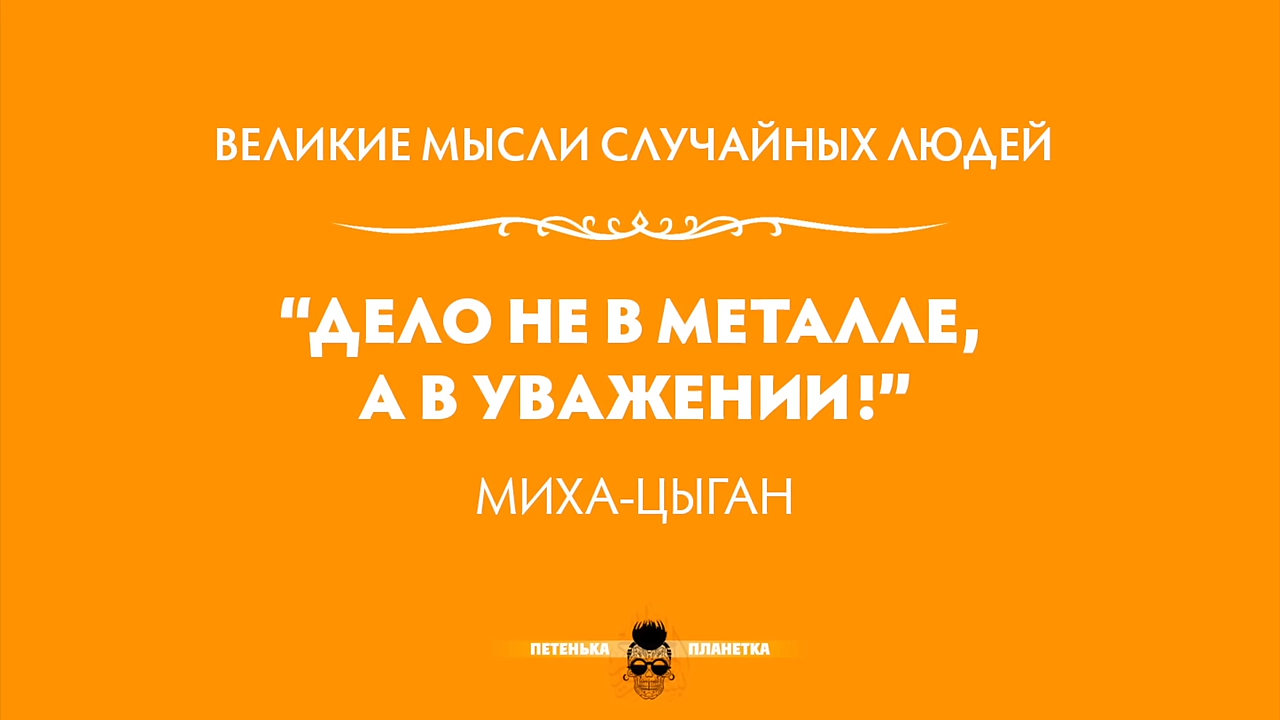 ВЕЛИКИЕ МЫСЛИ СЛУЧАЙНЫХ ЛЮДЕЙ
“ДЕЛО НЕ В МЕТАЛЛЕ,
А В УВАЖЕНИИ!”
МИХА-ЦЫГАН
ПЕТЕНЬКА ПЛАНЕТКА